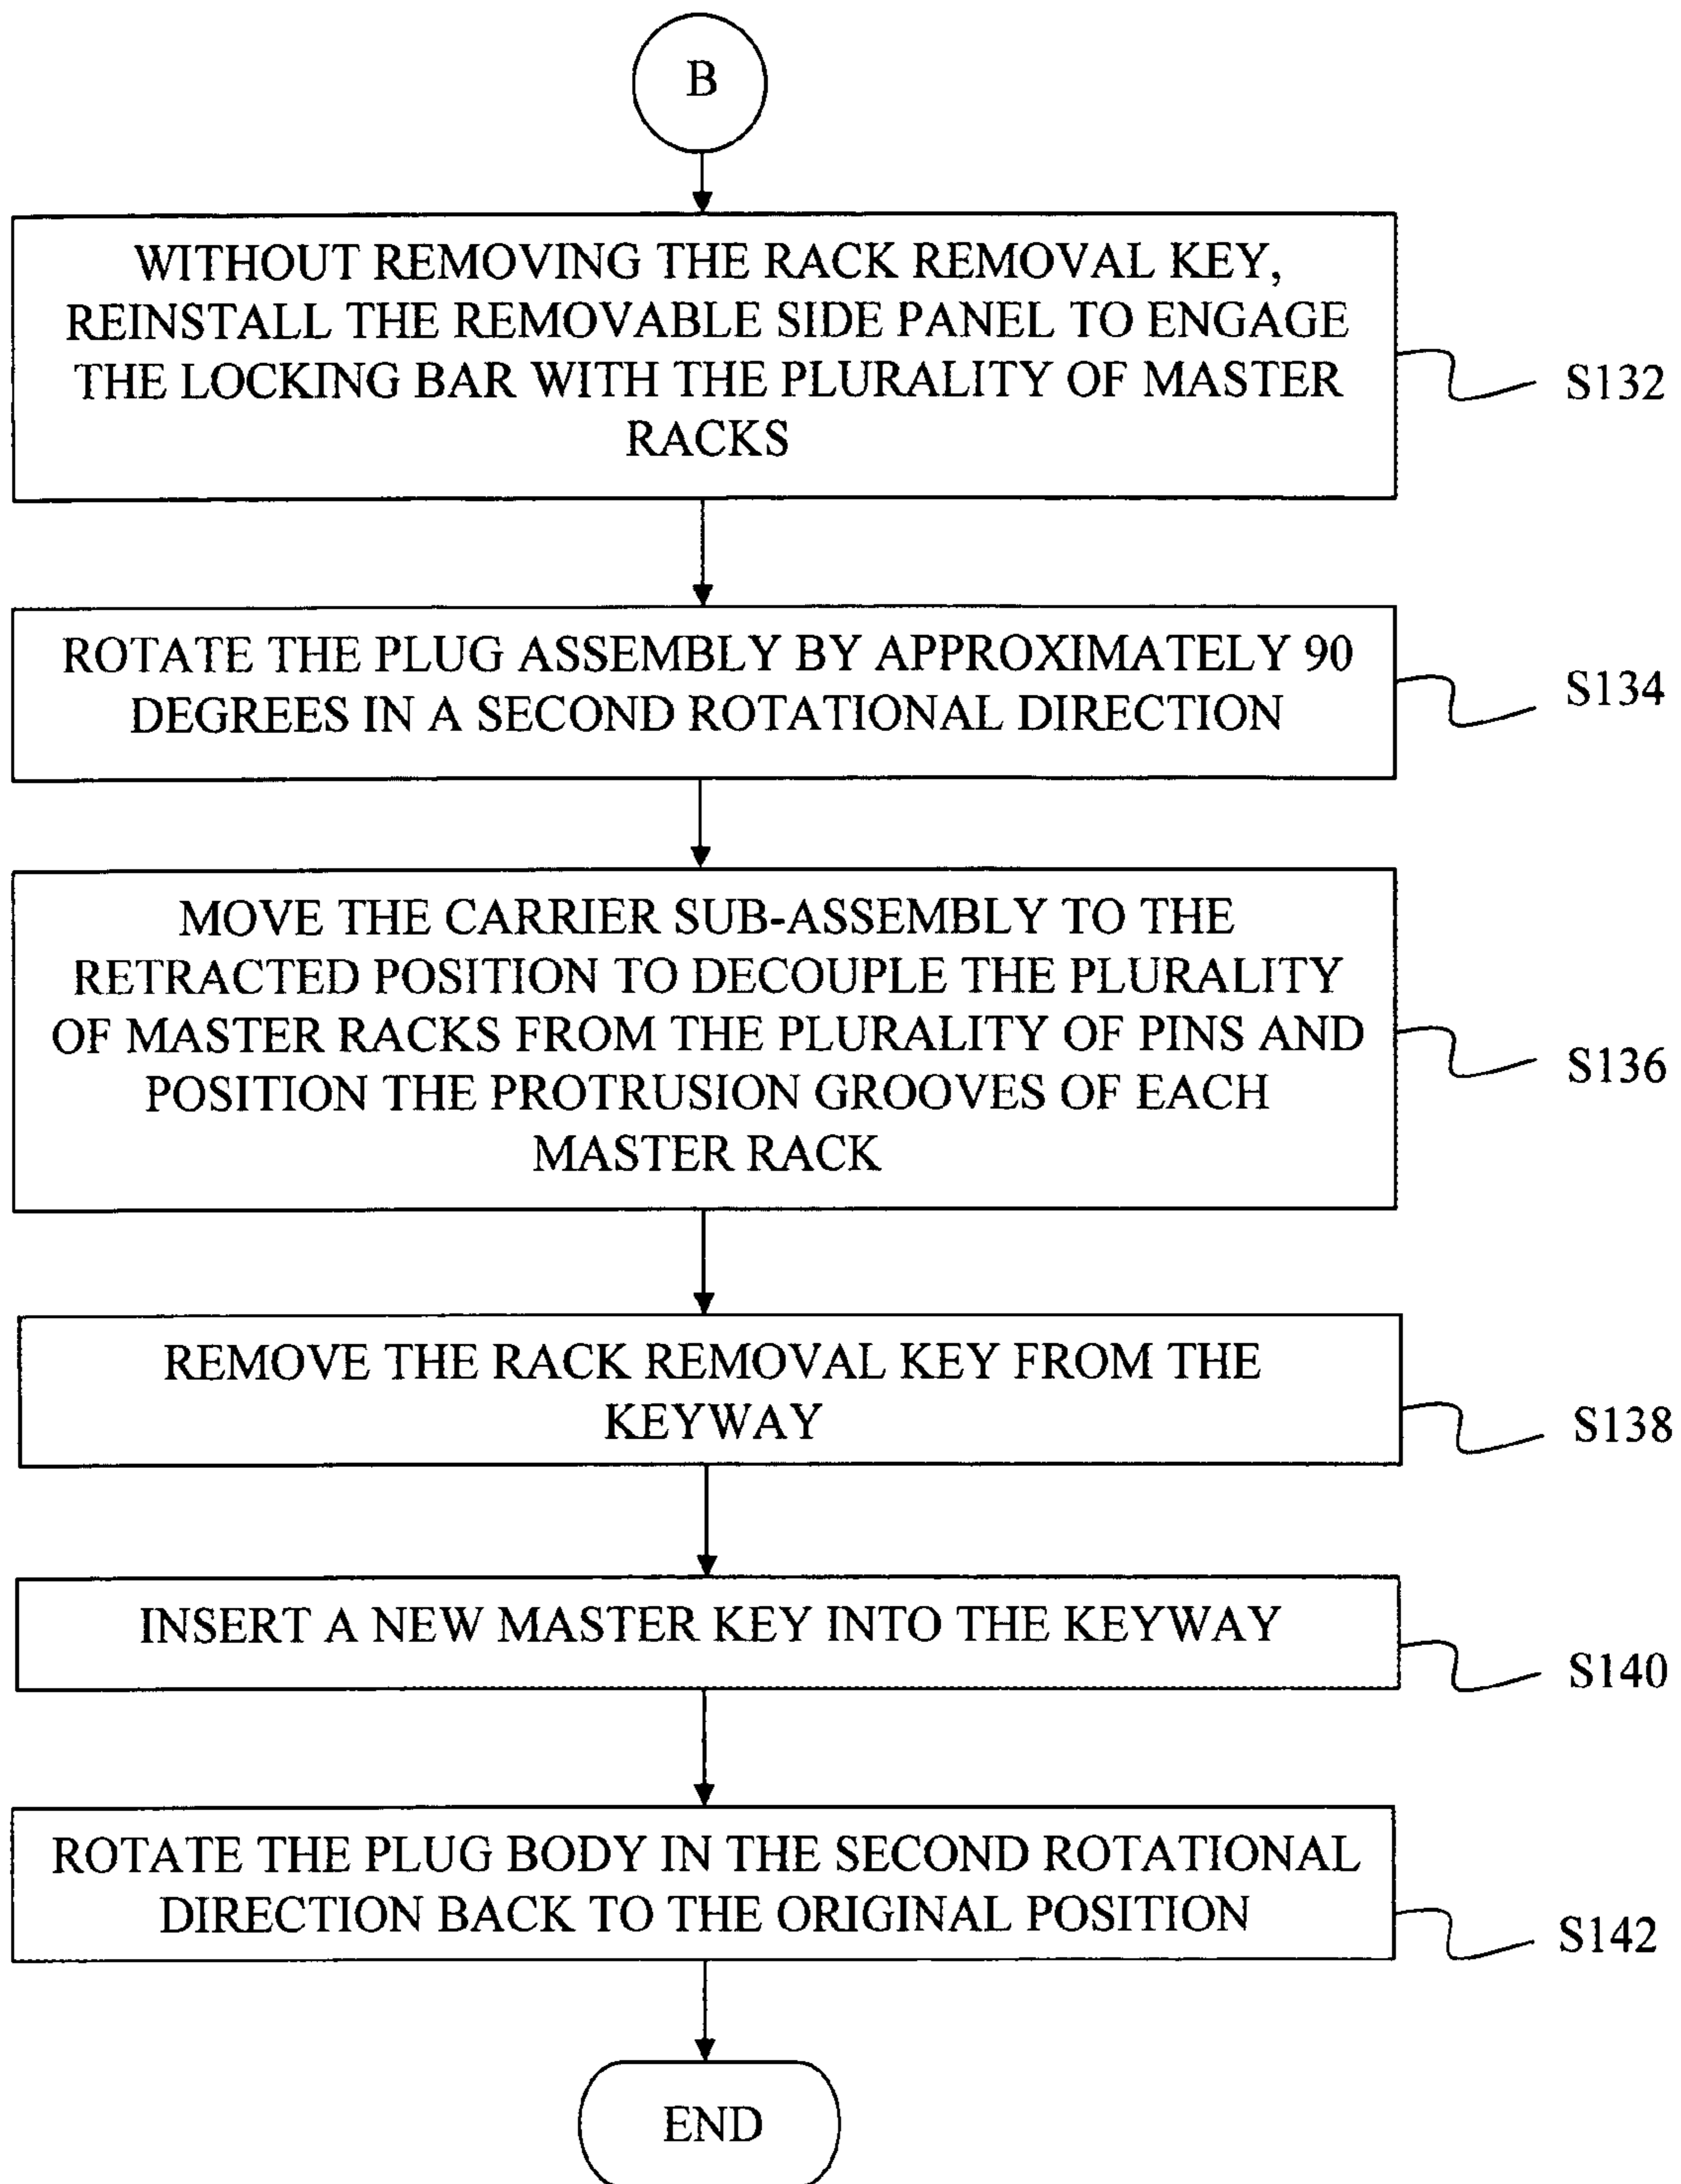 B
WITHOUT REMOVING THE RACK REMOVAL KEY,
REINSTALL THE REMOVABLE SIDE PANEL TO ENGAGE
THE LOCKING BAR WITH THE PLURALITY OF MASTER
RACKS
S132
ROTATE THE PLUG ASSEMBLY BY APPROXIMATELY 90
DEGREES IN A SECOND ROTATIONAL DIRECTION
S134
MOVE THE CARRIER SUB-ASSEMBLY TO THE
RETRACTED POSITION TO DECOUPLE THE PLURALITY
OF MASTER RACKS FROM THE PLURALITY OF PINS AND
POSITION THE PROTRUSION GROOVES OF EACH
MASTER RACK
S136
REMOVE THE RACK REMOVAL KEY FROM THE
KEYWAY
S138
INSERT A NEW MASTER KEY INTO THE KEYWAY
S140
ROTATE THE PLUG BODY IN THE SECOND ROTATIONAL
DIRECTION BACK TO THE ORIGINAL POSITION
S142
END